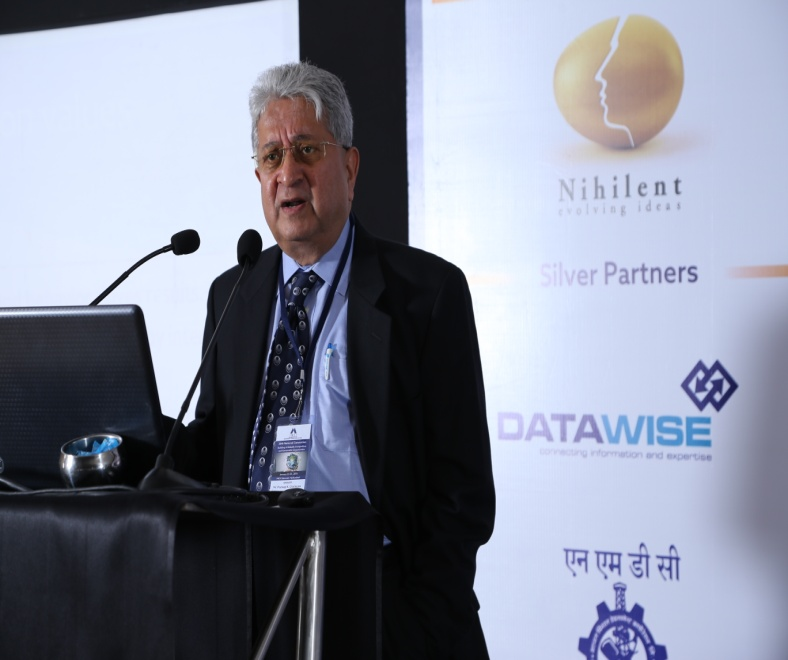 Nihilent
evolving ideas
Silver Partners
DATAWISE
connecting information and expertise
एन एम डी सी